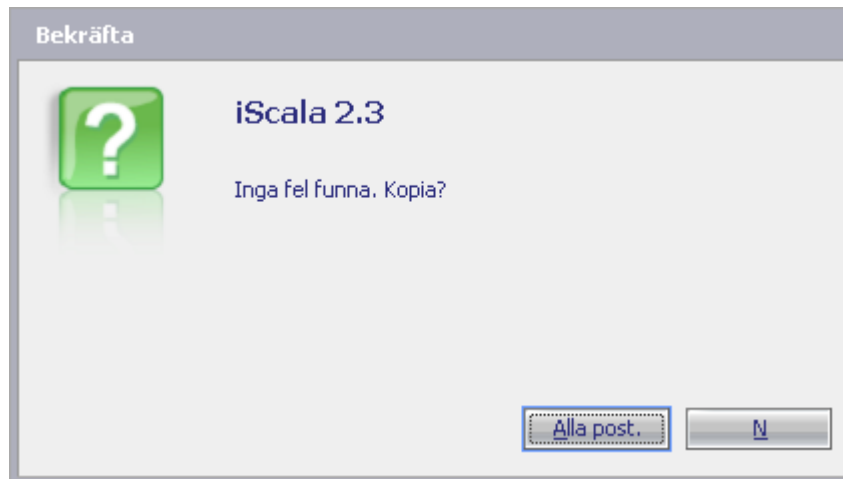 Bekräfta
iScala 2.3
Inga fel funna. Kopia?
Alla post.
N